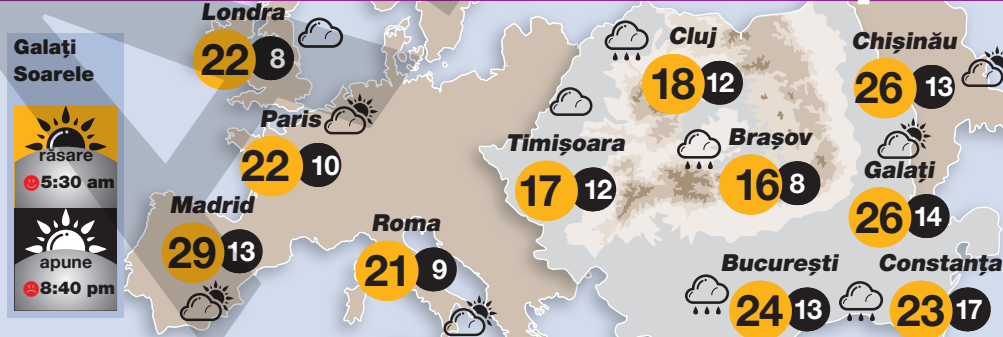 Galați
Soarele
răsare
5:30 am
apune
8:40 pm
Londra
22 8
Paris
22 10
Madrid
29 13
Roma
21 9
Timișoara
17 12
Cluj
18 12
Brașov
16 8
Chișinău
26 13
Galați
26 14
București
24 13
Constanța
23 17